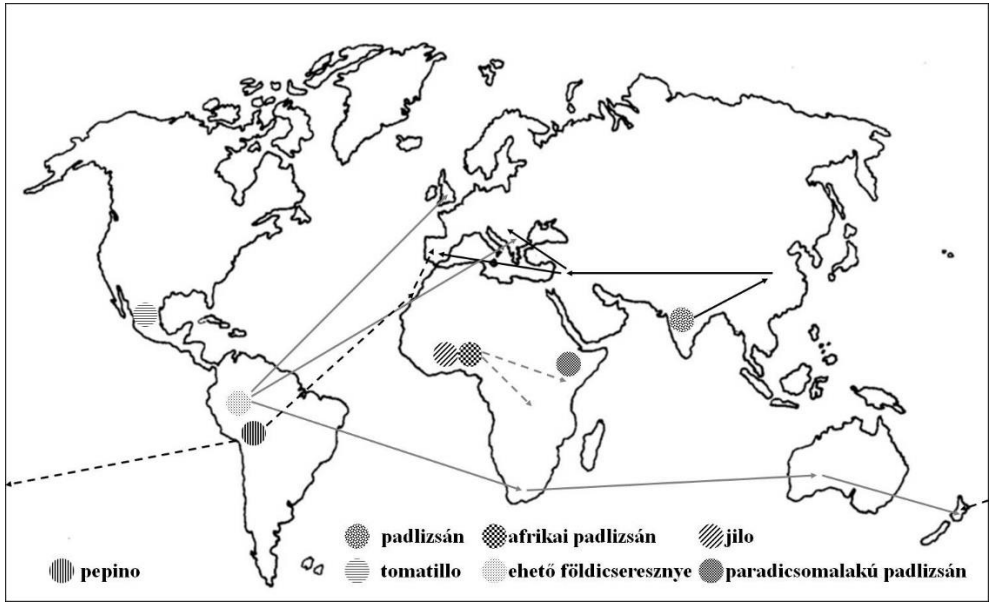 padlizsán afrikai padlizsán jilo
pepino tomatillo ehető földicseresznye paradicsomalakú padlizsán